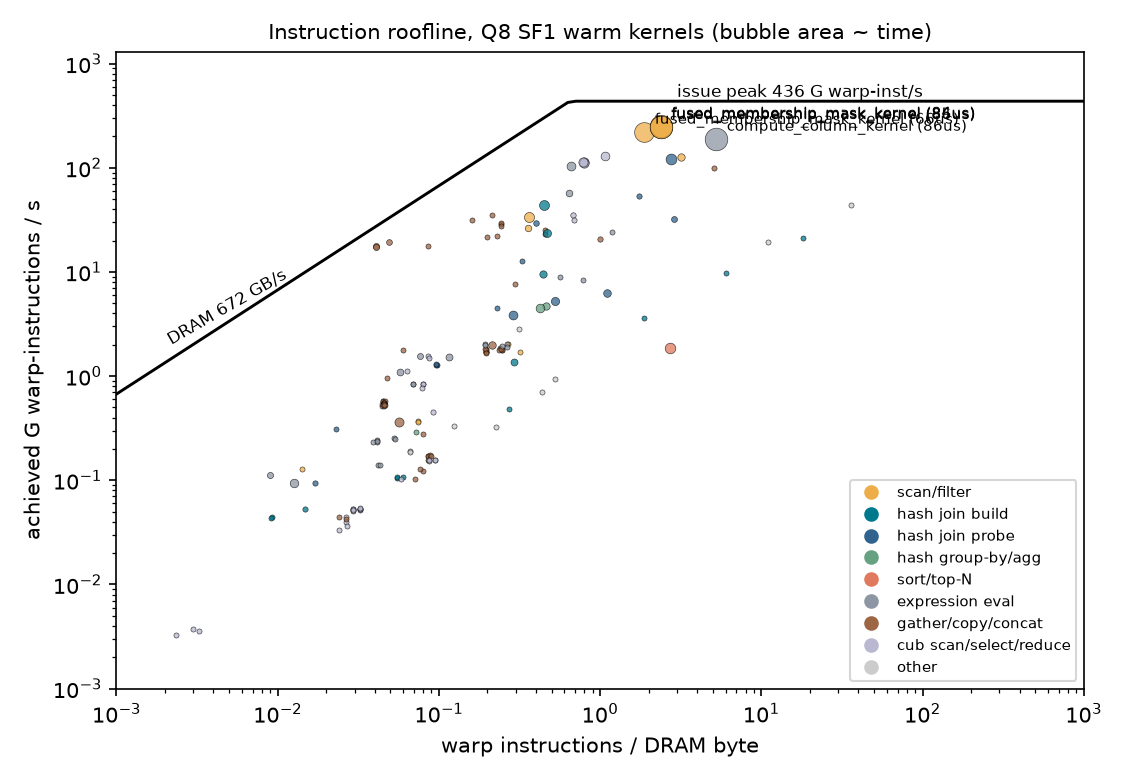 Instruction roofline, Q8 SF1 warm kernels (bubble area ~ time)
achieved G warp-instructions / s
10^3
10^2
10^1
10^0
10^-1
10^-2
10^-3
issue peak 436 G warp-inst/s
fused_membership_mask_kernel
fused_membership_mask_kernel
compute_column_kernel (86us)
DRAM 672 GB/s
scan/filter
hash join build
hash join probe
hash group-by/agg
sort/top-N
expression eval
gather/copy/concat
cub scan/select/reduce
other
10^-3 10^-2 10^-1 10^0 10^1 10^2 10^3
warp instructions / DRAM byte